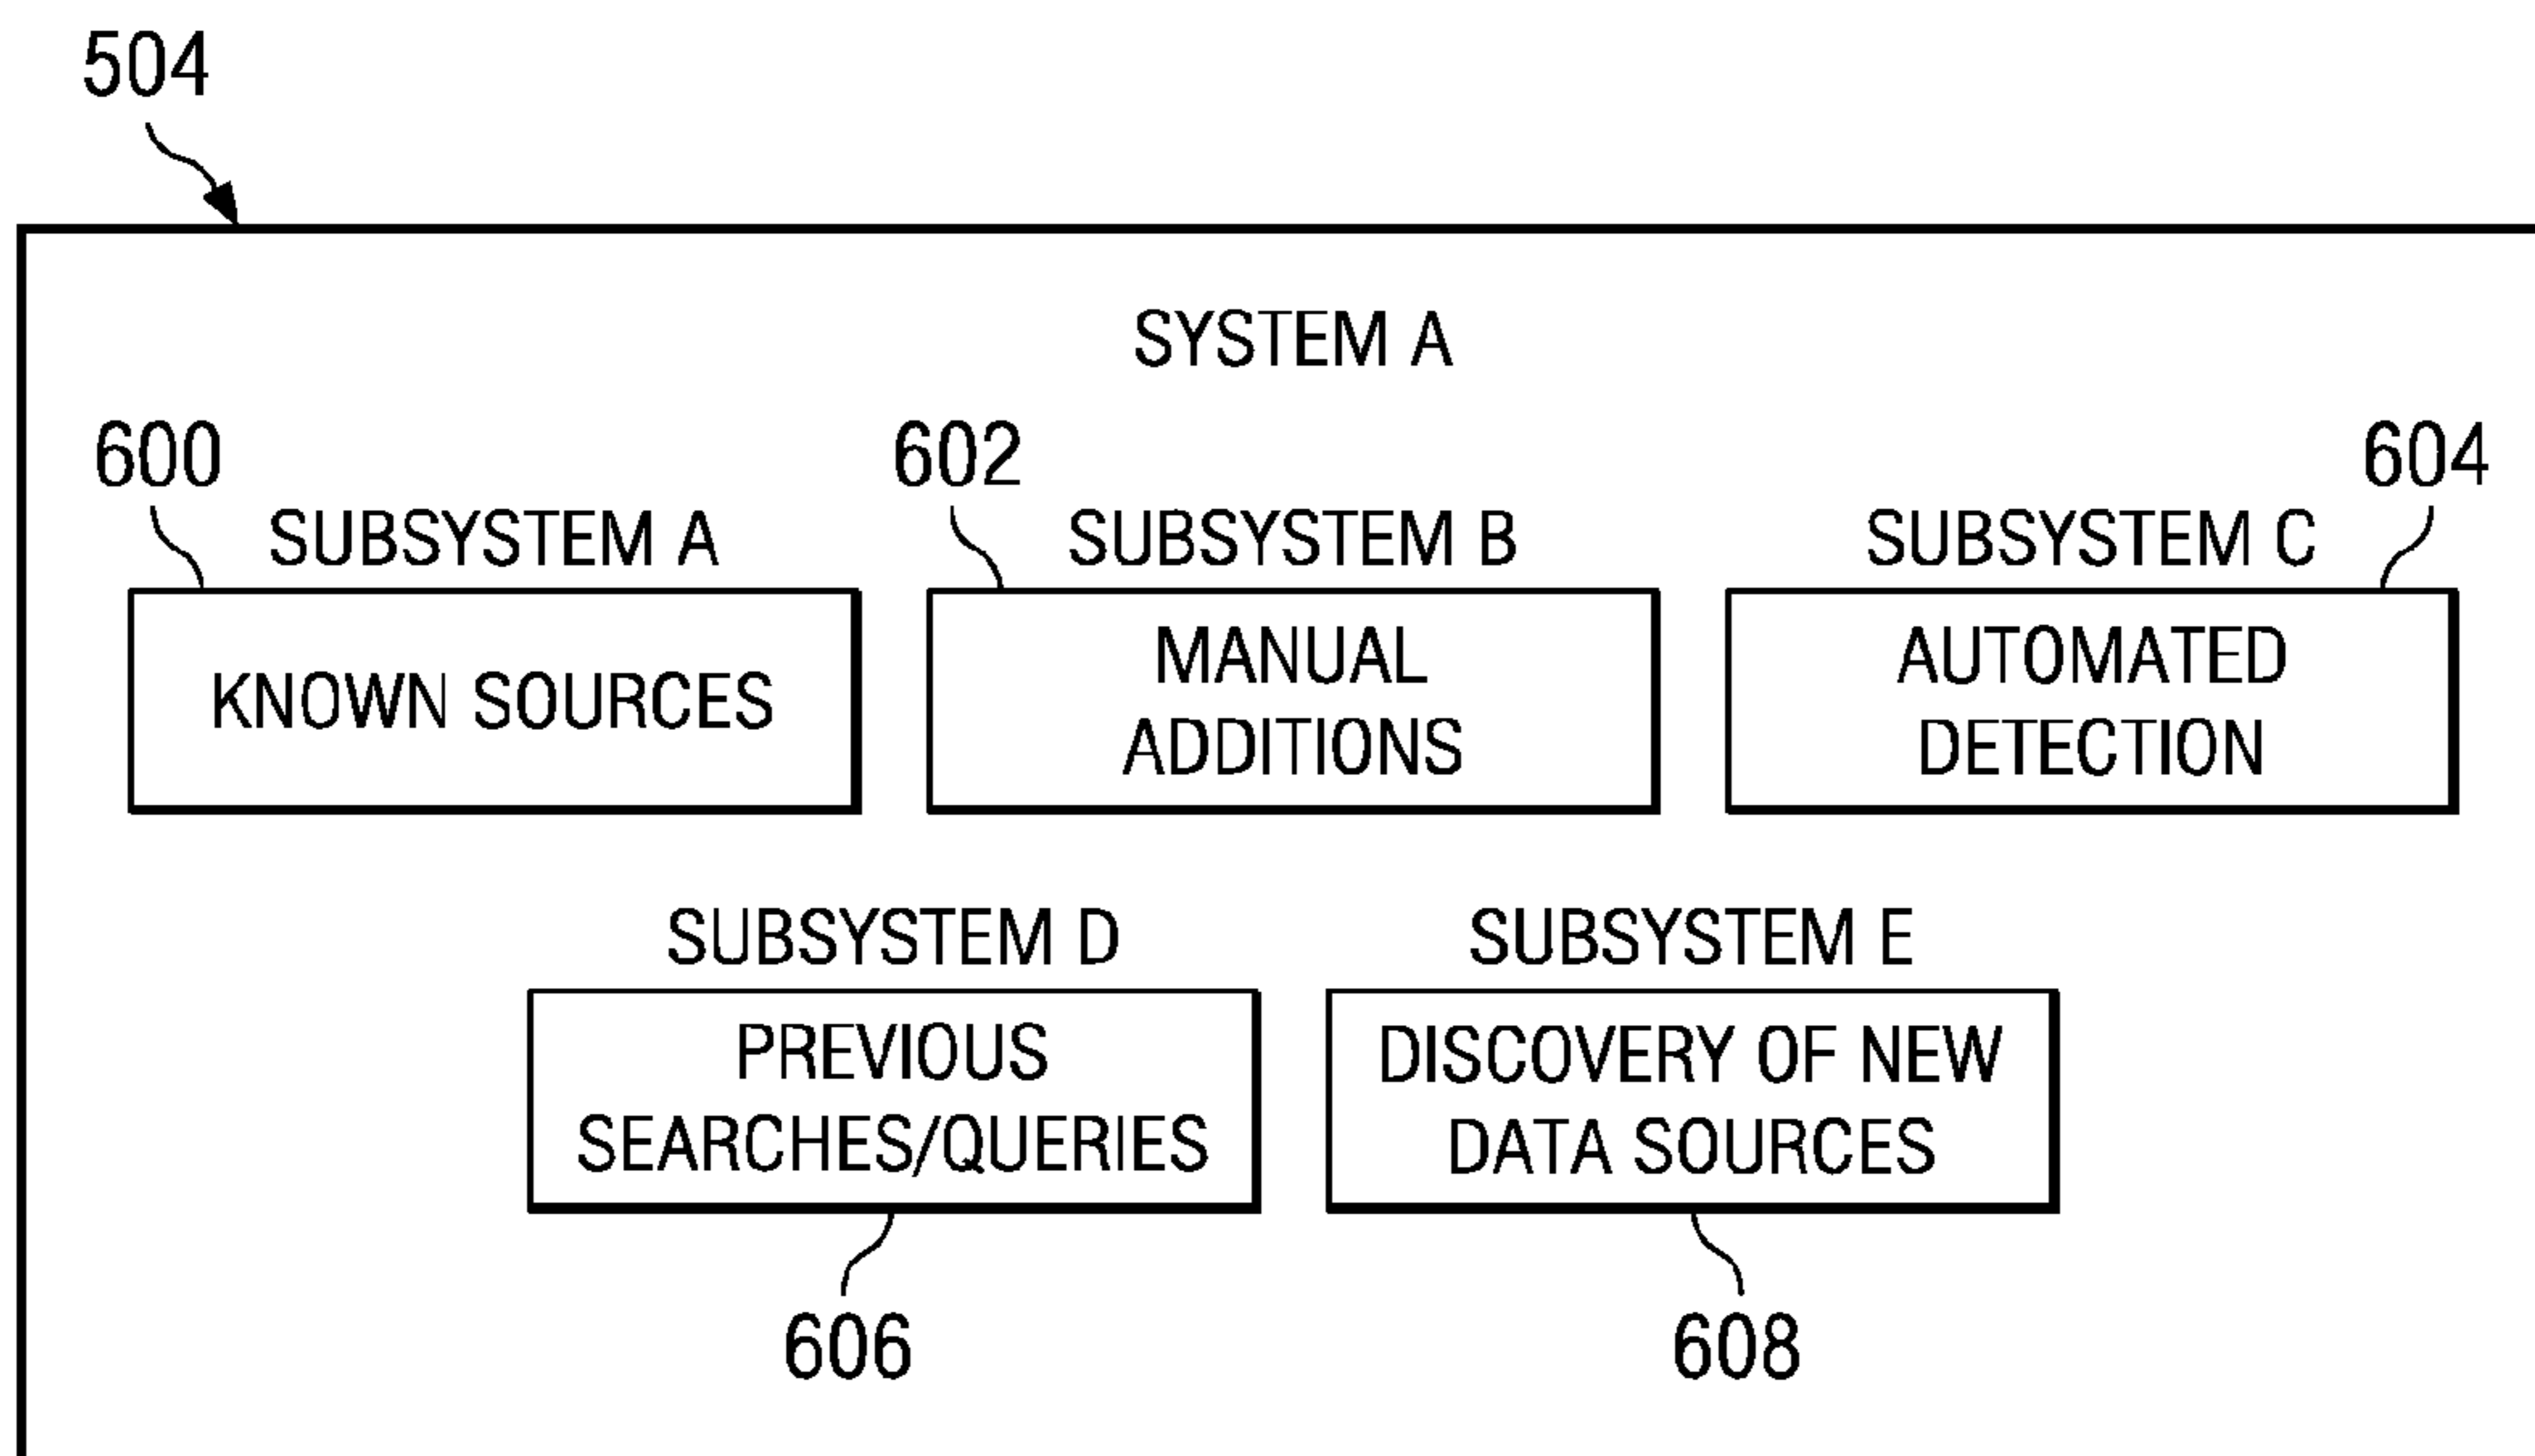 504
SYSTEM A
600
602
604
SUBSYSTEM A
SUBSYSTEM B
SUBSYSTEM C
KNOWN SOURCES
MANUAL
ADDITIONS
AUTOMATED
DETECTION
SUBSYSTEM D
SUBSYSTEM E
PREVIOUS
SEARCHES/QUERIES
DISCOVERY OF NEW
DATA SOURCES
606
608